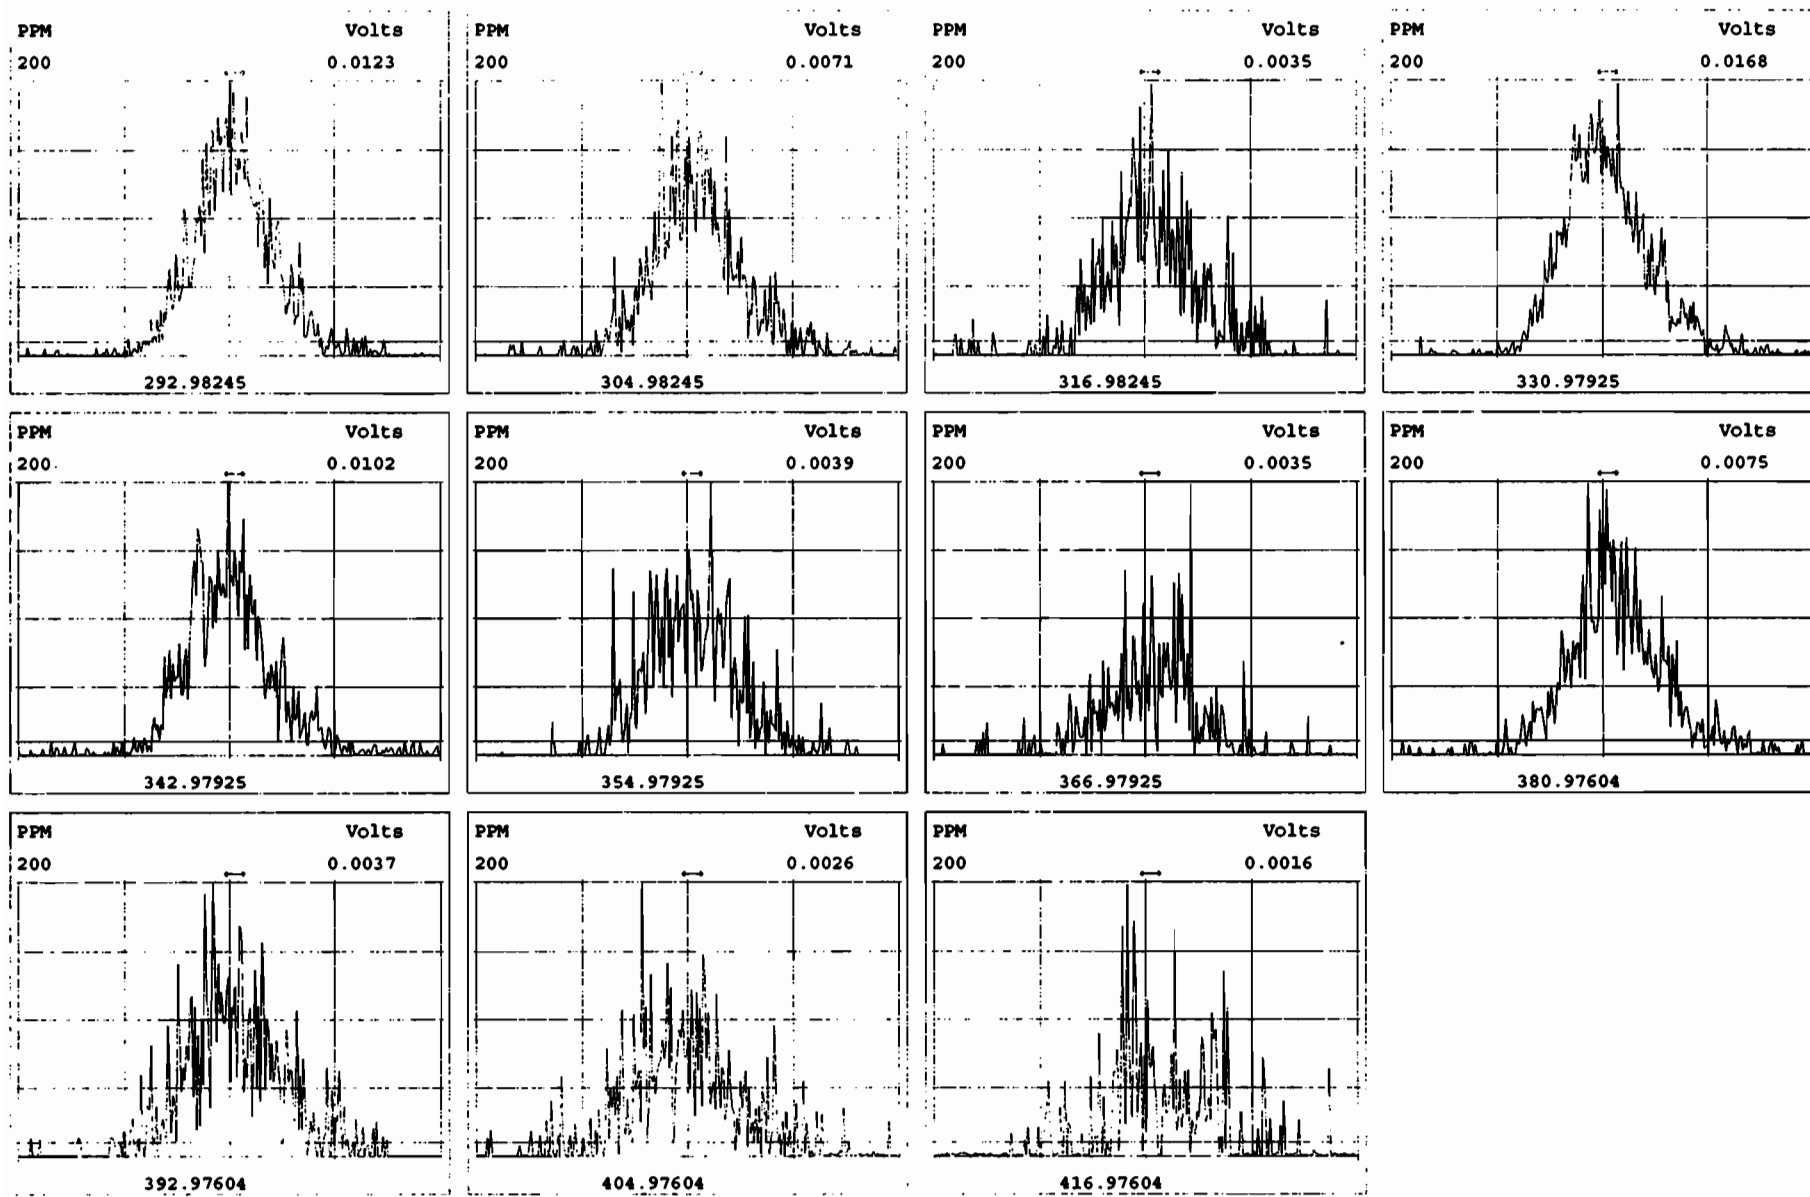 PPM Volts PPM Volts PPM Volts PPM Volts
200 0.0123 200 0.0071 200 0.0035 200 0.0168
292.98245 304.98245 316.98245 330.97925
PPM Volts PPM Volts PPM Volts PPM Volts
200 0.0102 200 0.0039 200 0.0035 200 0.0075
342.97925 354.97925 366.97925 380.97604
PPM Volts PPM Volts PPM Volts
200 0.0037 200 0.0026 200 0.0016
392.97604 404.97604 416.97604